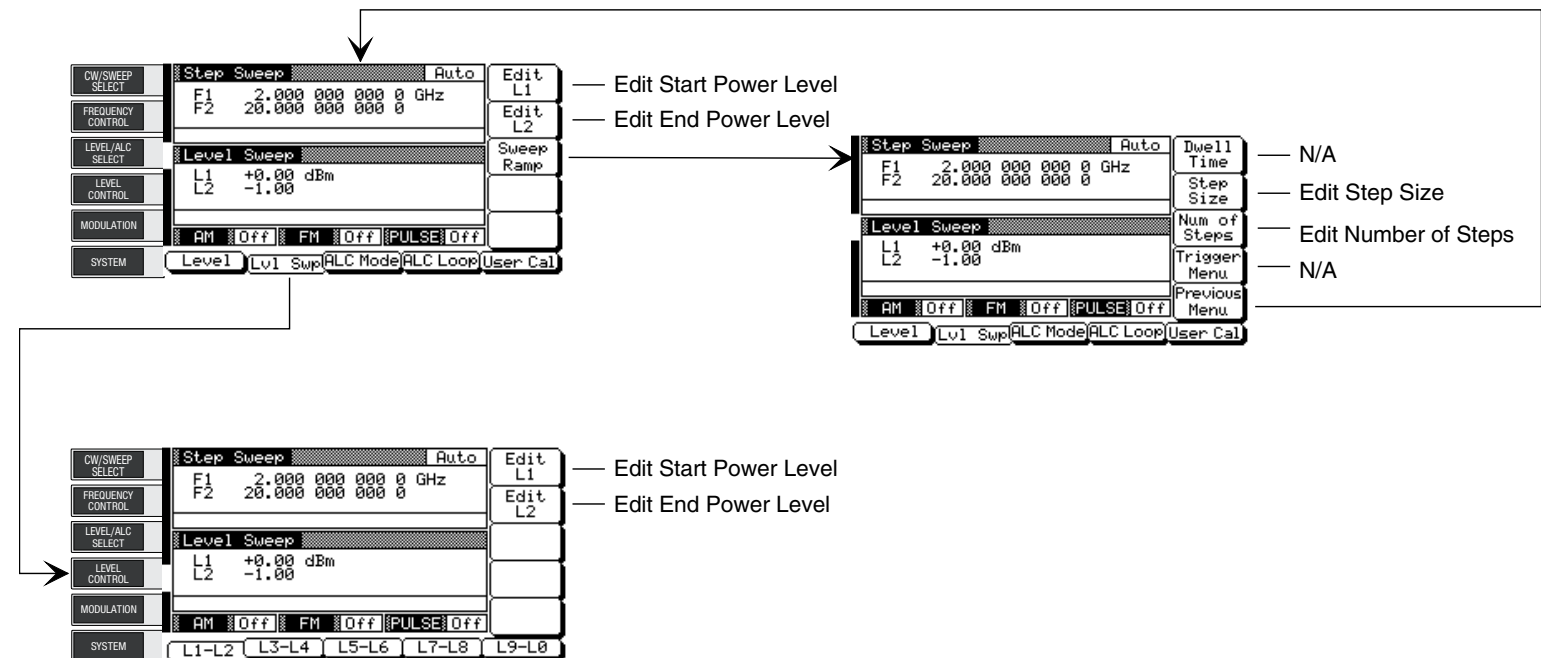 CW/SWEEP
SELECT
FREQUENCY
CONTROL
LEVEL/ALC
SELECT
LEVEL
CONTROL
MODULATION
SYSTEM
Step Sweep Auto
F1 2.000 000 000 0 GHz
F2 20.000 000 000 0
Level Sweep
L1 +0.00 dBm
L2 -1.00
AM Off FM Off PULSE Off
Level Lvl Swp ALC Mode ALC Loop User Cal
Edit
L1
Edit
L2
Sweep
Ramp
Edit Start Power Level
Edit End Power Level
Step Sweep Auto
F1 2.000 000 000 0 GHz
F2 20.000 000 000 0
Level Sweep
L1 +0.00 dBm
L2 -1.00
AM Off FM Off PULSE Off
Level Lvl Swp ALC Mode ALC Loop User Cal
Dwell
Time
Step
Size
Num of
Steps
Trigger
Menu
Previous
Menu
N/A
Edit Step Size
Edit Number of Steps
N/A
CW/SWEEP
SELECT
FREQUENCY
CONTROL
LEVEL/ALC
SELECT
LEVEL
CONTROL
MODULATION
SYSTEM
Step Sweep Auto
F1 2.000 000 000 0 GHz
F2 20.000 000 000 0
Level Sweep
L1 +0.00 dBm
L2 -1.00
AM Off FM Off PULSE Off
L1-L2 L3-L4 L5-L6 L7-L8 L9-L0
Edit
L1
Edit
L2
Edit Start Power Level
Edit End Power Level